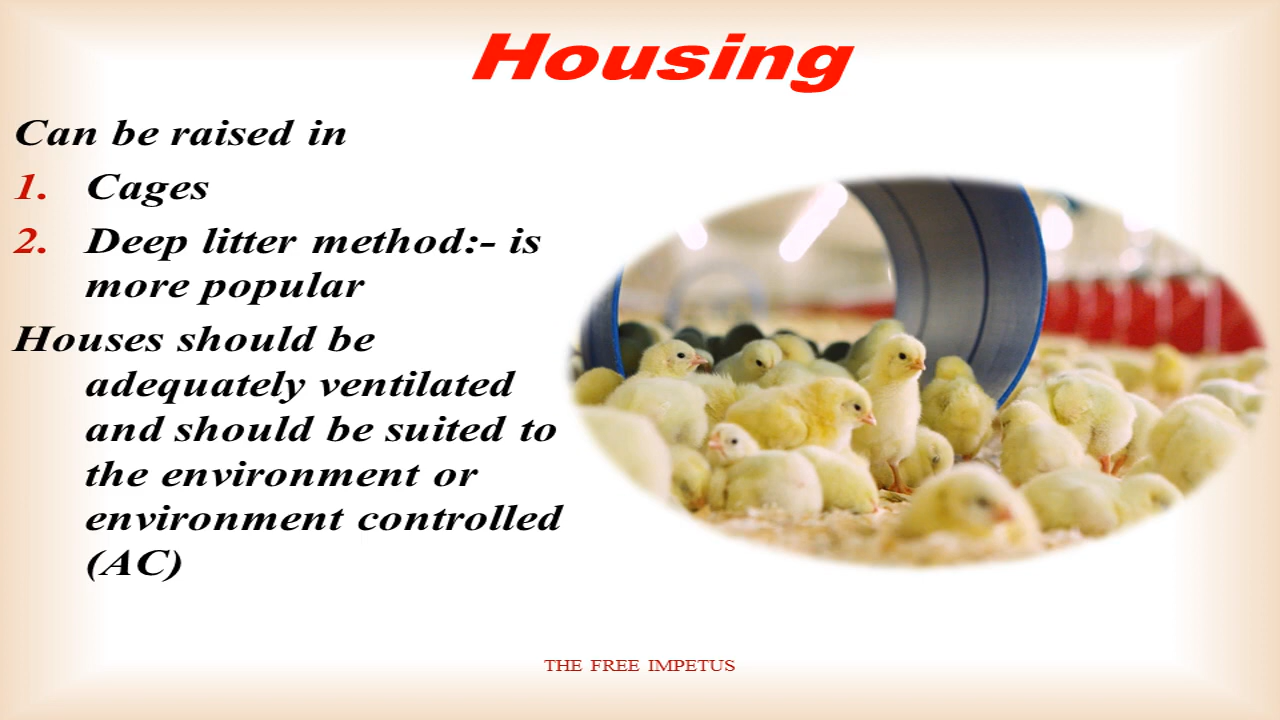 Housing
Can be raised in
1. Cages
2. Deep litter method:- is
more popular
Houses should be
adequately ventilated
and should be suited to
the environment or
environment controlled
(AC)
THE FREE IMPETUS